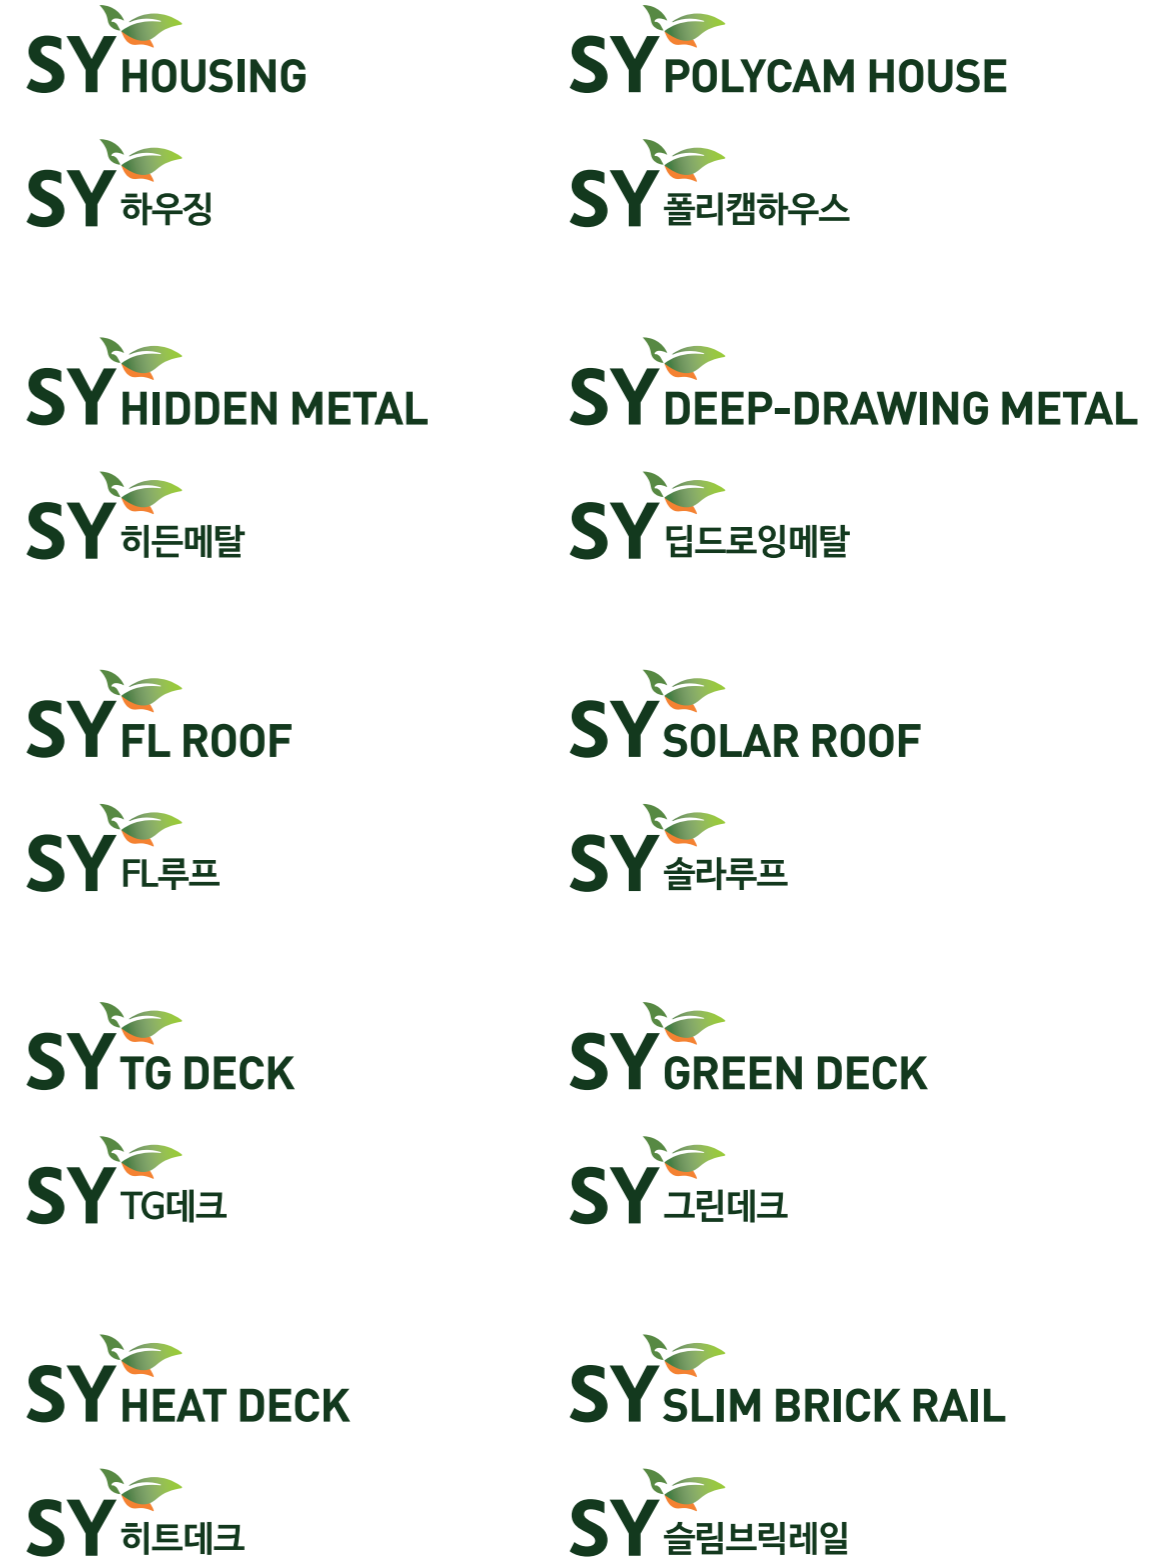 SY HOUSING
SY POLYCAM HOUSE
SY 하우징
SY 폴리캠하우스
SY HIDDEN METAL
SY DEEP-DRAWING METAL
SY 히든메탈
SY 딥드로잉메탈
SY FL ROOF
SY SOLAR ROOF
SY FL루프
SY 솔라루프
SY TG DECK
SY GREEN DECK
SY TG데크
SY 그린데크
SY HEAT DECK
SY SLIM BRICK RAIL
SY 히트데크
SY 슬림브릭레일